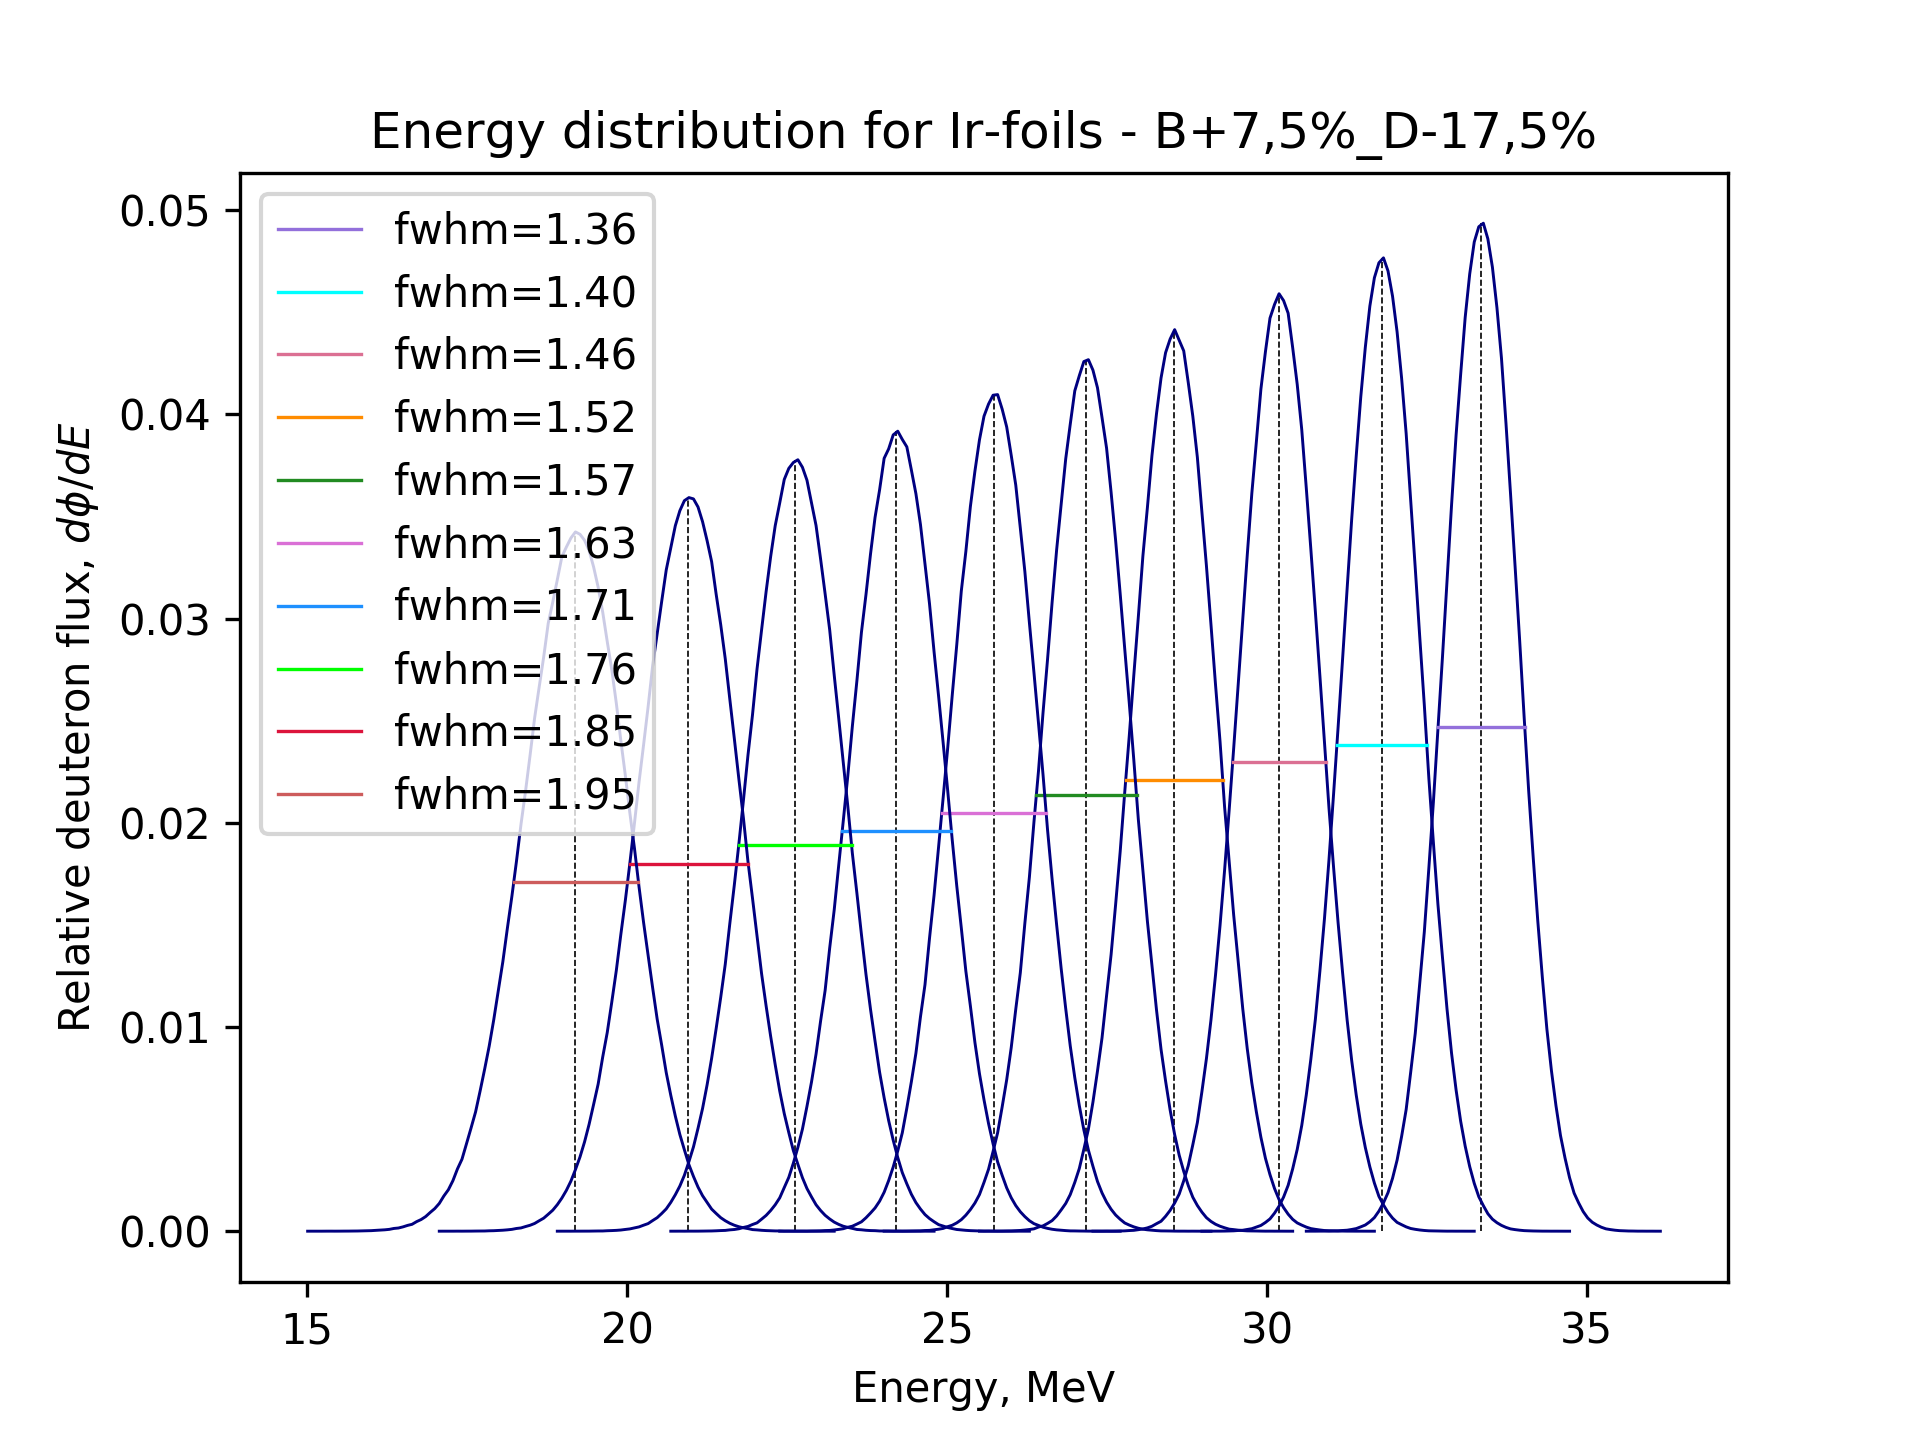 Energy distribution for Ir-foils - B+7,5%_D-17,5%
Relative deuteron flux, dϕ/dE
0.05
0.04
0.03
0.02
0.01
0.00
fwhm=1.36
fwhm=1.40
fwhm=1.46
fwhm=1.52
fwhm=1.57
fwhm=1.63
fwhm=1.71
fwhm=1.76
fwhm=1.85
fwhm=1.95
15 20 25 30 35
Energy, MeV